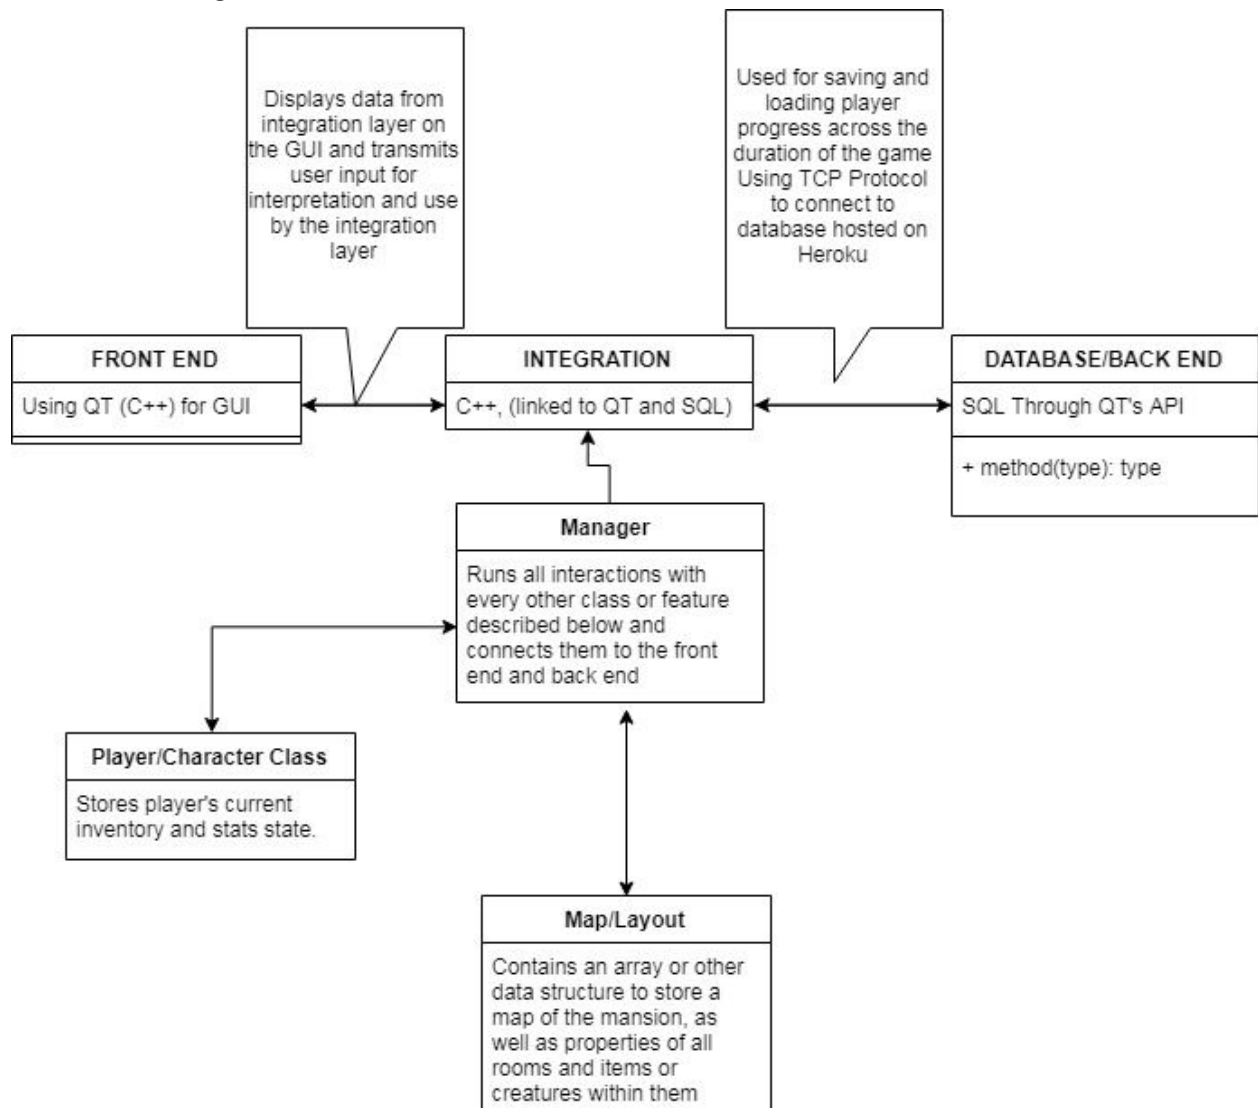 Displays data from
integration layer on
the GUI and transmits
user input for
interpretation and use
by the integration
layer
Used for saving and
loading player
progress across the
duration of the game
Using TCP Protocol
to connect to
database hosted on
Heroku
FRONT END
Using QT (C++) for GUI
INTEGRATION
C++, (linked to QT and SQL)
DATABASE/BACK END
SQL Through QT's API
+ method(type): type
Manager
Runs all interactions with
every other class or feature
described below and
connects them to the front
end and back end
Player/Character Class
Stores player's current
inventory and stats state.
Map/Layout
Contains an array or other
data structure to store a
map of the mansion, as
well as properties of all
rooms and items or
creatures within them